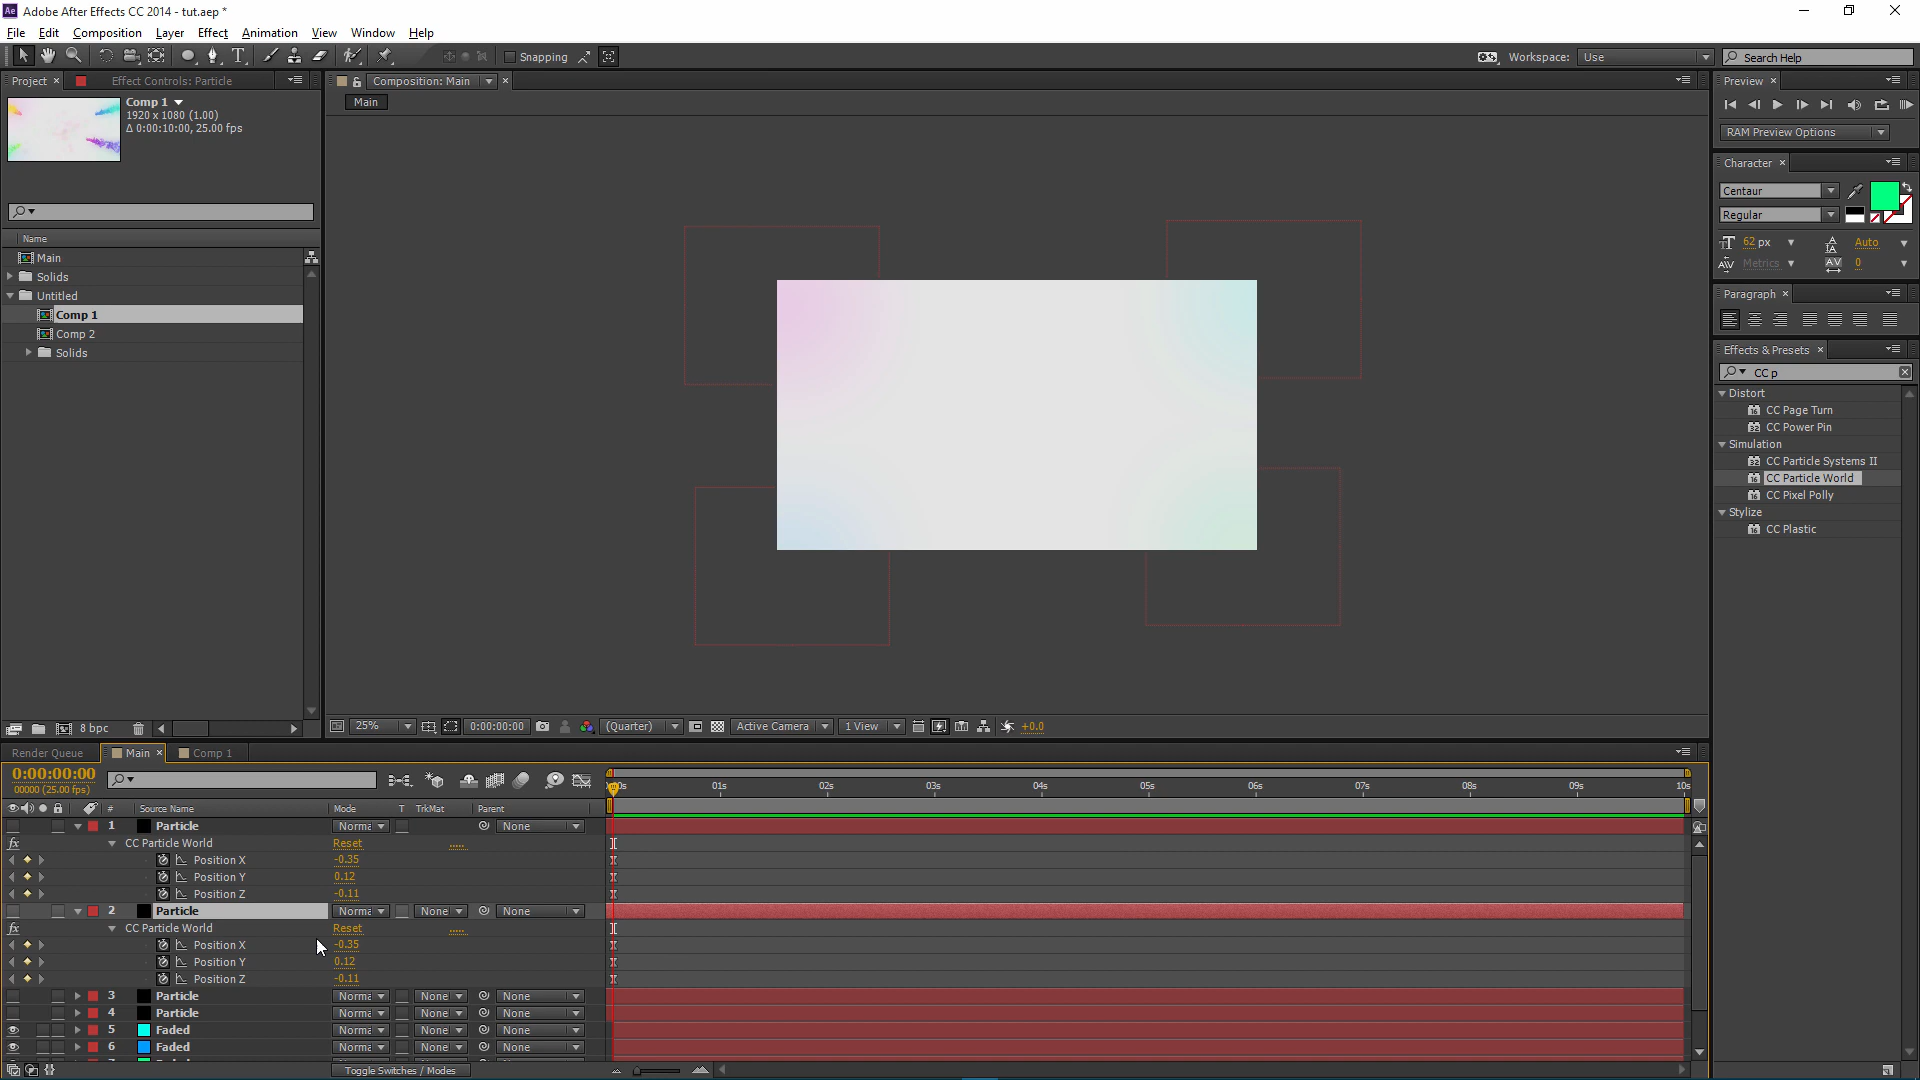 Ae Adobe After Effects CC 2014 - tut.aep *
File Edit Composition Layer Effect Animation View Window Help
Snapping
Workspace: Use
Search Help
Project × Effect Controls: Particle
Composition: Main ×
Main
Comp 1
1920 x 1080 (1.00)
Δ 0:00:10:00, 25.00 fps
Name
Main
Solids
Untitled
Comp 1
Comp 2
Solids
8 bpc
25% 0:00:00:00 (Quarter) Active Camera 1 View +0.0
Preview ×
RAM Preview Options
Character ×
Centaur
Regular
62 px Auto
Metrics 0
Paragraph ×
Effects & Presets ×
CC p
Distort
CC Page Turn
CC Power Pin
Simulation
CC Particle Systems II
CC Particle World
CC Pixel Polly
Stylize
CC Plastic
Render Queue Main × Comp 1
0:00:00:00
00000 (25.00 fps)
01s 02s 03s 04s 05s 06s 07s 08s 09s 10s
# Source Name Mode T TrkMat Parent
1 Particle Norma None
fx CC Particle World Reset .....
Position X -0.35
Position Y 0.12
Position Z -0.11
2 Particle Norma None None
fx CC Particle World Reset .....
Position X -0.35
Position Y 0.12
Position Z -0.11
3 Particle Norma None None
4 Particle Norma None None
5 Faded Norma None None
6 Faded Norma None None
Toggle Switches / Modes